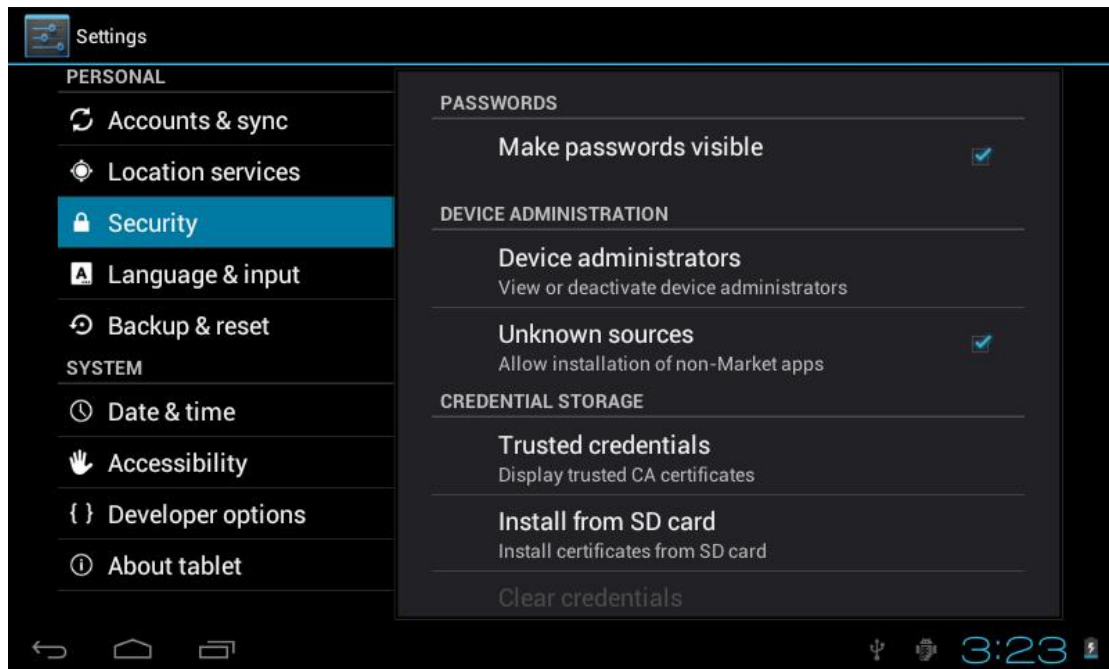 Settings
PERSONAL
Accounts & sync
Location services
Security
Language & input
Backup & reset
SYSTEM
Date & time
Accessibility
{ } Developer options
About tablet
PASSWORDS
Make passwords visible
DEVICE ADMINISTRATION
Device administrators
View or deactivate device administrators
Unknown sources
Allow installation of non-Market apps
CREDENTIAL STORAGE
Trusted credentials
Display trusted CA certificates
Install from SD card
Install certificates from SD card
Clear credentials
3:23